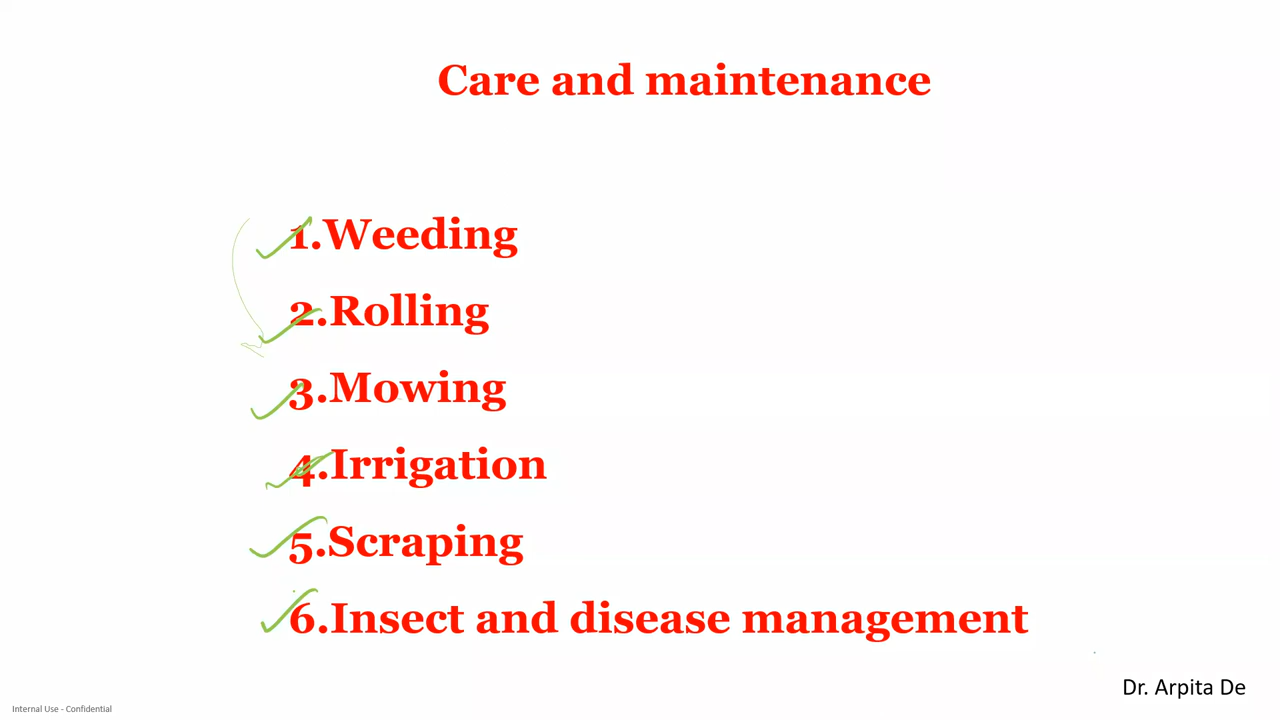 Care and maintenance
1.Weeding
2.Rolling
3.Mowing
4.Irrigation
5.Scraping
6.Insect and disease management
Dr. Arpita De
Internal Use - Confidential